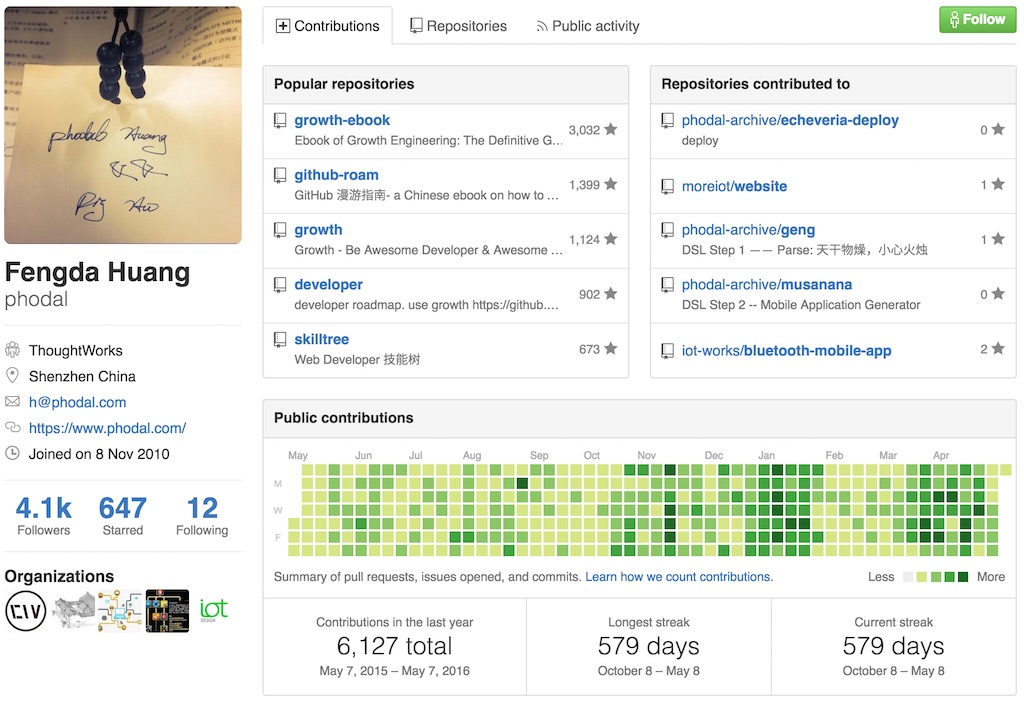 phodal Huang
Fengda Huang
phodal
ThoughtWorks
Shenzhen China
h@phodal.com
https://www.phodal.com/
Joined on 8 Nov 2010
4.1k 647 12
Followers Starred Following
Organizations
iot
DESIGN
Contributions Repositories Public activity
Follow
Popular repositories
growth-ebook
Ebook of Growth Engineering: The Definitive G…
3,032
github-roam
GitHub 漫游指南- a Chinese ebook on how to …
1,399
growth
Growth - Be Awesome Developer & Awesome …
1,124
developer
developer roadmap. use growth https://github.…
902
skilltree
Web Developer 技能树
673
Repositories contributed to
phodal-archive/echeveria-deploy
deploy
0
moreiot/website
1
phodal-archive/geng
DSL Step 1 —— Parse: 天干物燥，小心火烛
1
phodal-archive/musanana
DSL Step 2 -- Mobile Application Generator
0
iot-works/bluetooth-mobile-app
2
Public contributions
May Jun Jul Aug Sep Oct Nov Dec Jan Feb Mar Apr
M
W
F
Summary of pull requests, issues opened, and commits. Learn how we count contributions.
Less More
Contributions in the last year
6,127 total
May 7, 2015 – May 7, 2016
Longest streak
579 days
October 8 – May 8
Current streak
579 days
October 8 – May 8